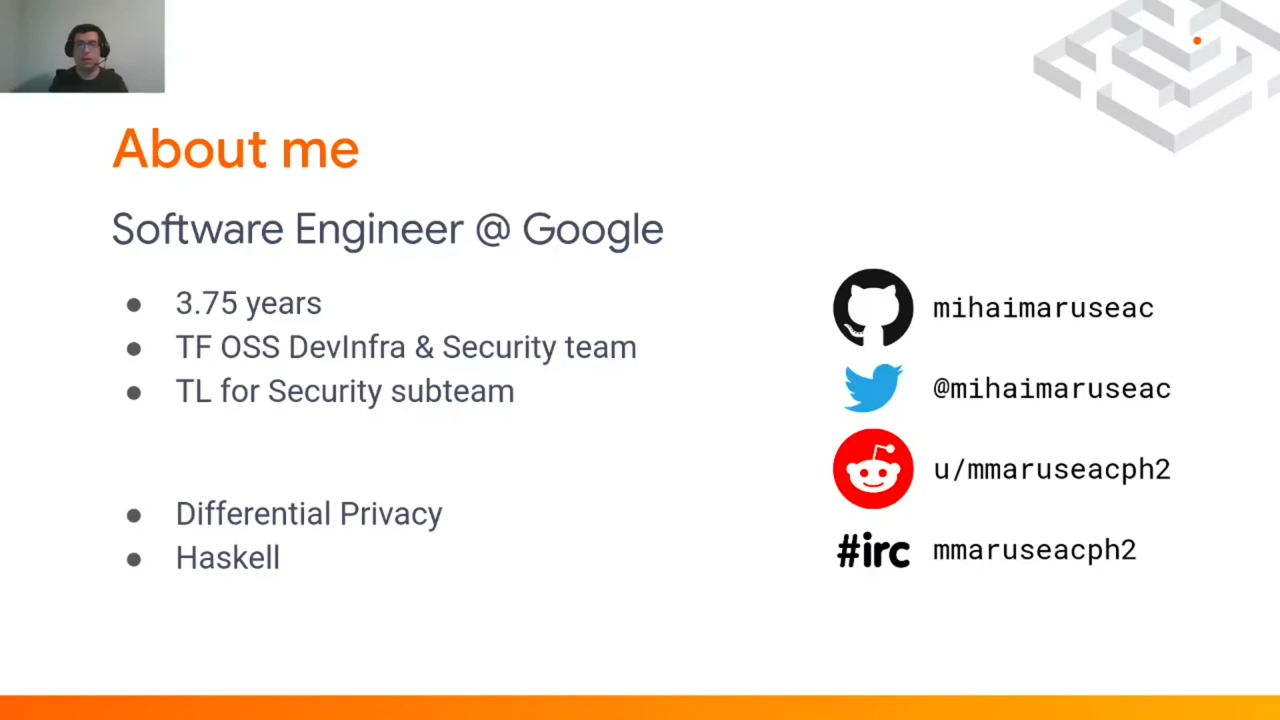 About me
Software Engineer @ Google
● 3.75 years
● TF OSS DevInfra & Security team
● TL for Security subteam
● Differential Privacy
● Haskell
mihaimaruseac
@mihaimaruseac
u/mmaruseacph2
#irc mmaruseacph2